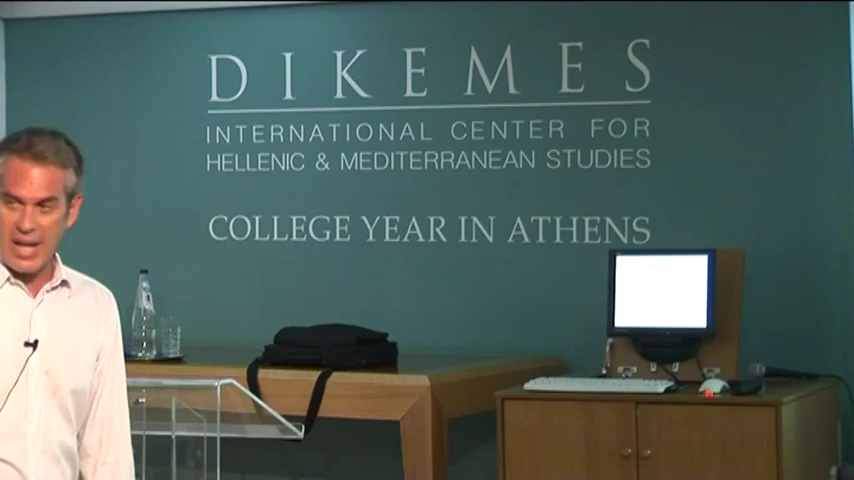 DIKEMES
INTERNATIONAL CENTER FOR
HELLENIC & MEDITERRANEAN STUDIES
COLLEGE YEAR IN ATHENS